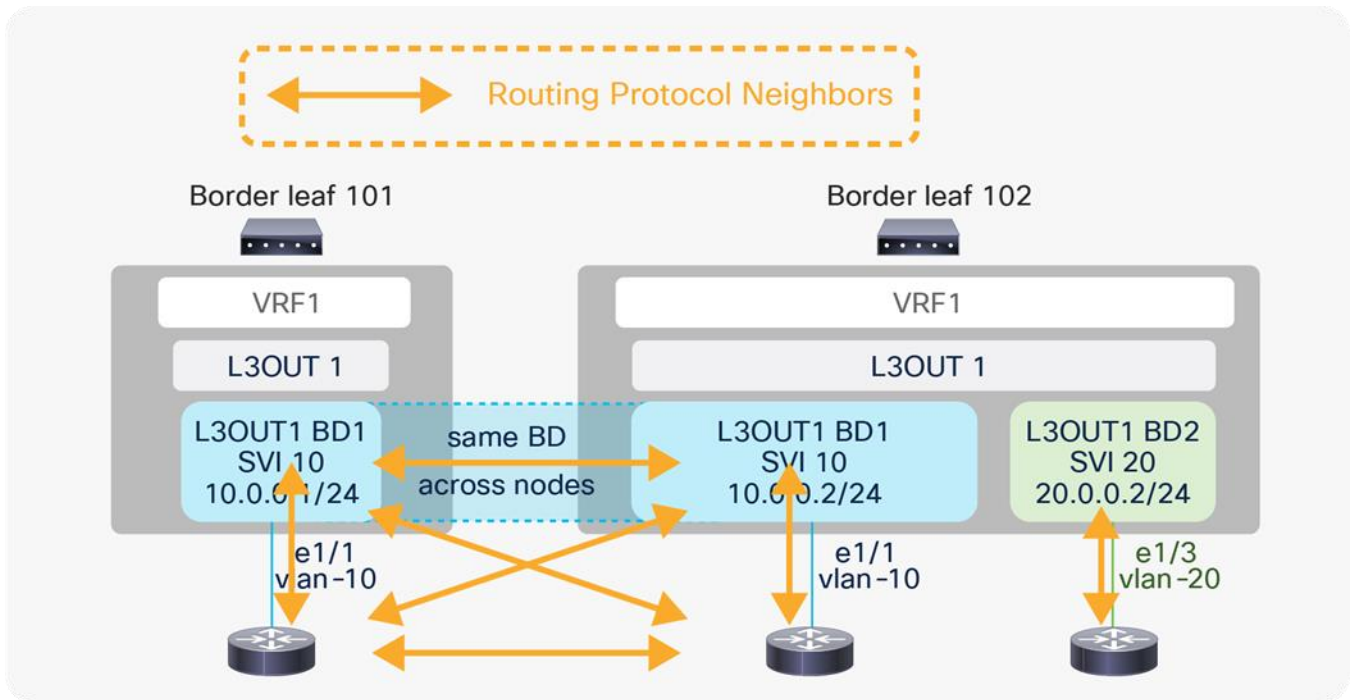 Routing Protocol Neighbors
Border leaf 101
Border leaf 102
VRF1
VRF1
L3OUT 1
L3OUT 1
L3OUT1 BD1
SVI 10
10.0.0.1/24
same BD
across nodes
L3OUT1 BD1
SVI 10
10.0.0.2/24
L3OUT1 BD2
SVI 20
20.0.0.2/24
e1/1
vlan-10
e1/1
vlan-10
e1/3
vlan-20